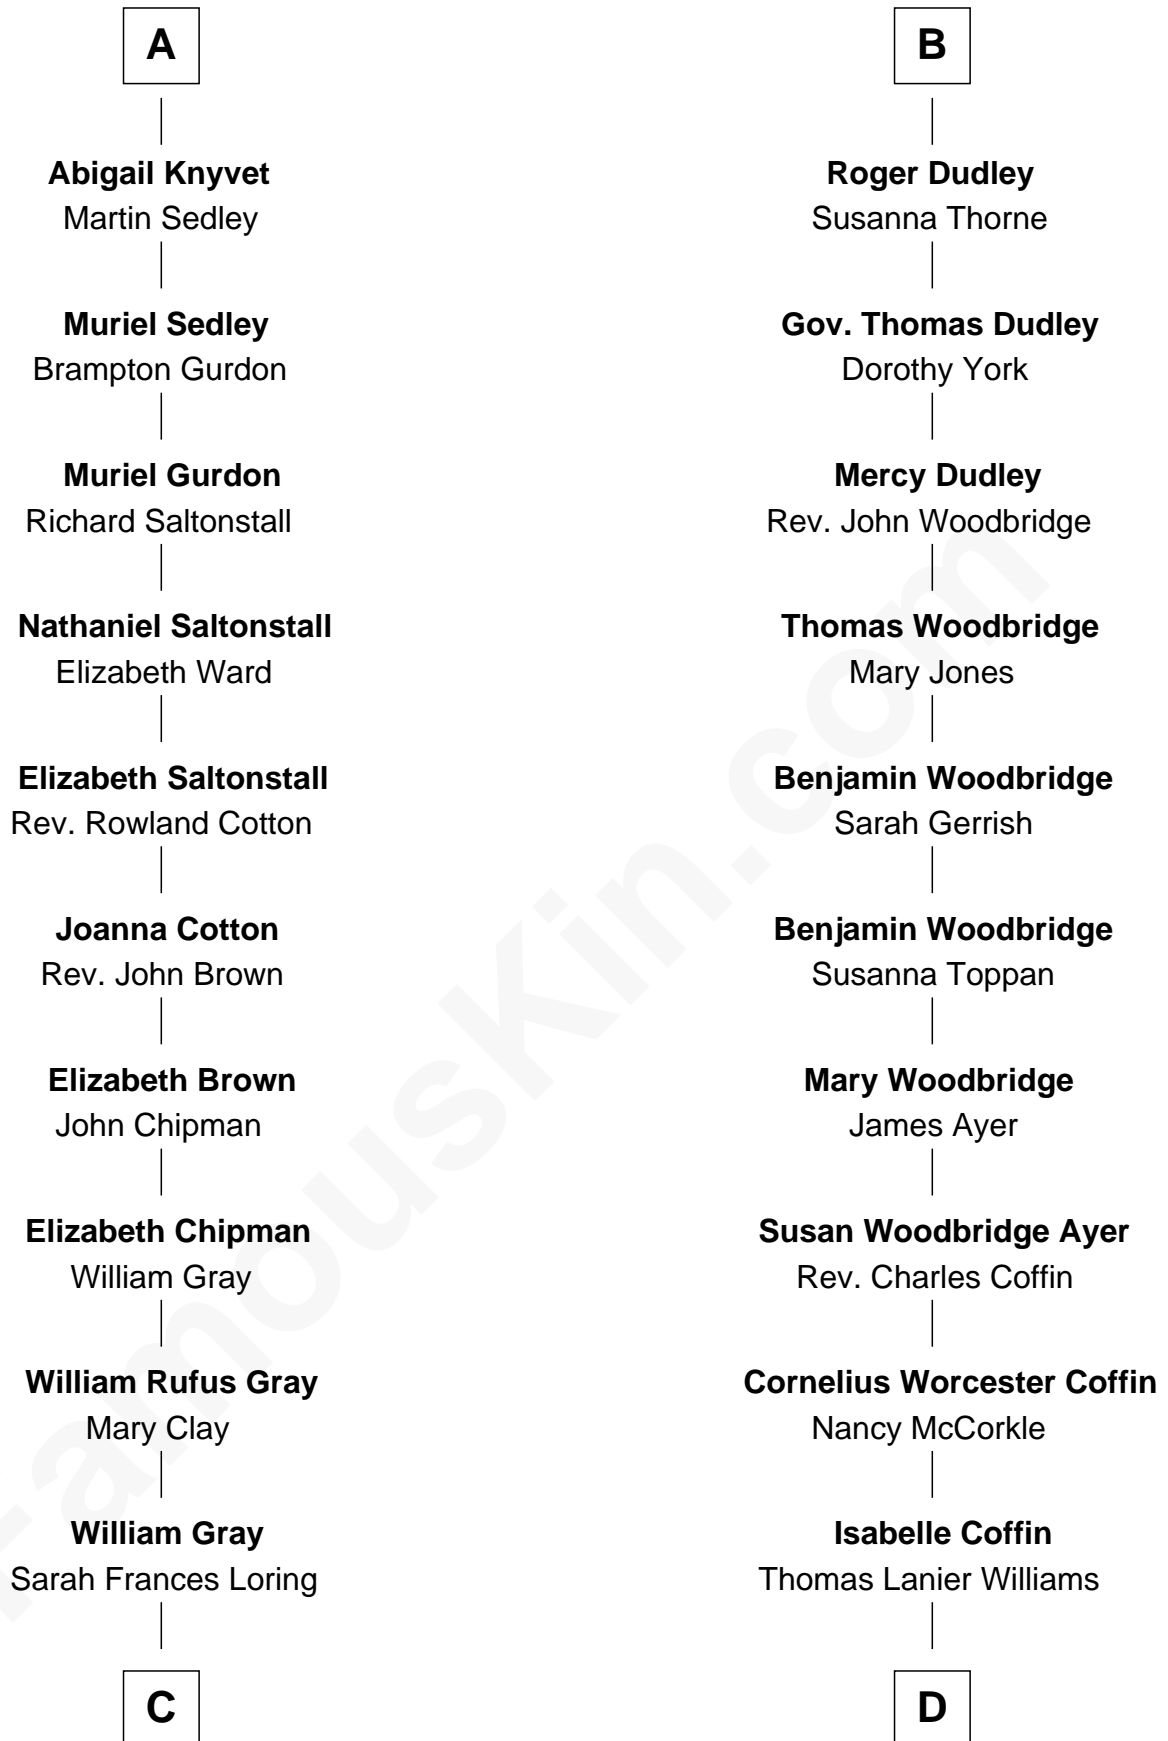 A
Abigail Knyvet
Martin Sedley
Muriel Sedley
Brampton Gurdon
Muriel Gurdon
Richard Saltonstall
Nathaniel Saltonstall
Elizabeth Ward
Elizabeth Saltonstall
Rev. Rowland Cotton
Joanna Cotton
Rev. John Brown
Elizabeth Brown
John Chipman
Elizabeth Chipman
William Gray
William Rufus Gray
Mary Clay
William Gray
Sarah Frances Loring
C
B
Roger Dudley
Susanna Thorne
Gov. Thomas Dudley
Dorothy York
Mercy Dudley
Rev. John Woodbridge
Thomas Woodbridge
Mary Jones
Benjamin Woodbridge
Sarah Gerrish
Benjamin Woodbridge
Susanna Toppan
Mary Woodbridge
James Ayer
Susan Woodbridge Ayer
Rev. Charles Coffin
Cornelius Worcester Coffin
Nancy McCorkle
Isabelle Coffin
Thomas Lanier Williams
D
FamousKin.com